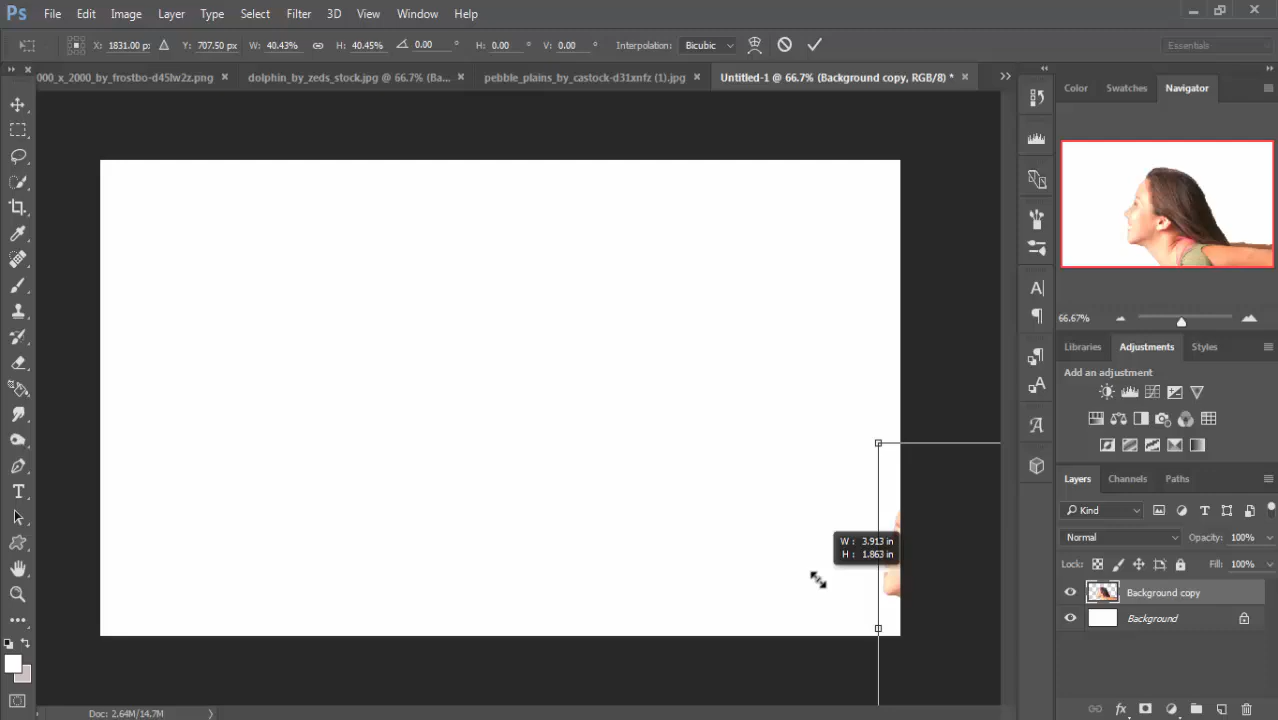 Ps File Edit Image Layer Type Select Filter 3D View Window Help
X: 1831.00 px Y: 707.50 px W: 40.43% H: 40.45% 0.00 ° H: 0.00 ° V: 0.00 ° Interpolation: Bicubic Essentials
000_x_2000_by_frostbo-d45lw2z.png × dolphin_by_zeds_stock.jpg @ 66.7% (Ba... × pebble_plains_by_castock-d31xnfz (1).jpg × Untitled-1 @ 66.7% (Background copy, RGB/8) * ×
Color Swatches Navigator
66.67%
Libraries Adjustments Styles
Add an adjustment
Layers Channels Paths
Kind
Normal Opacity: 100%
Lock: Fill: 100%
Background copy
Background
W: 3.913 in
H: 1.863 in
Doc: 2.64M/14.7M